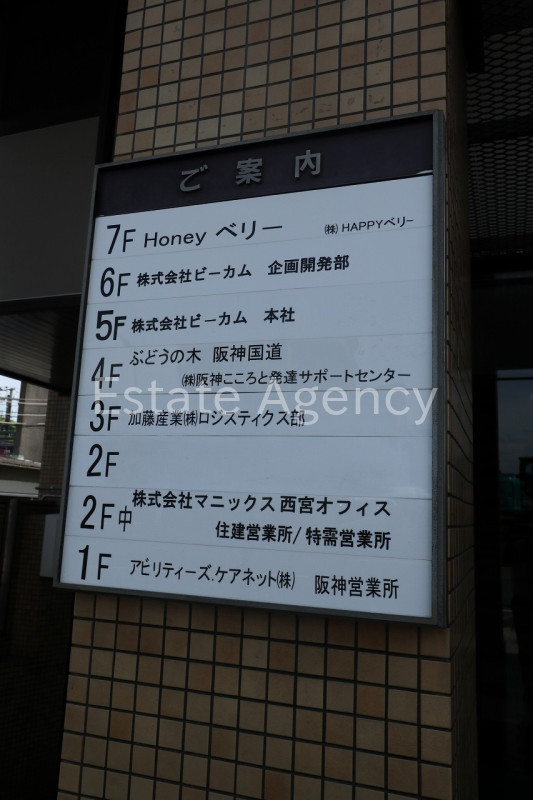 ご案内
7F Honey ベリー ㈱HAPPYベリー
6F 株式会社ビーカム 企画開発部
5F 株式会社ビーカム 本社
4F ぶどうの木 阪神国道
㈱阪神こころと発達サポートセンター
Estate Agency
3F 加藤産業㈱ロジスティクス部
2F
2F中 株式会社マニックス 西宮オフィス
住建営業所/特需営業所
1F アビリティーズ.ケアネット㈱ 阪神営業所